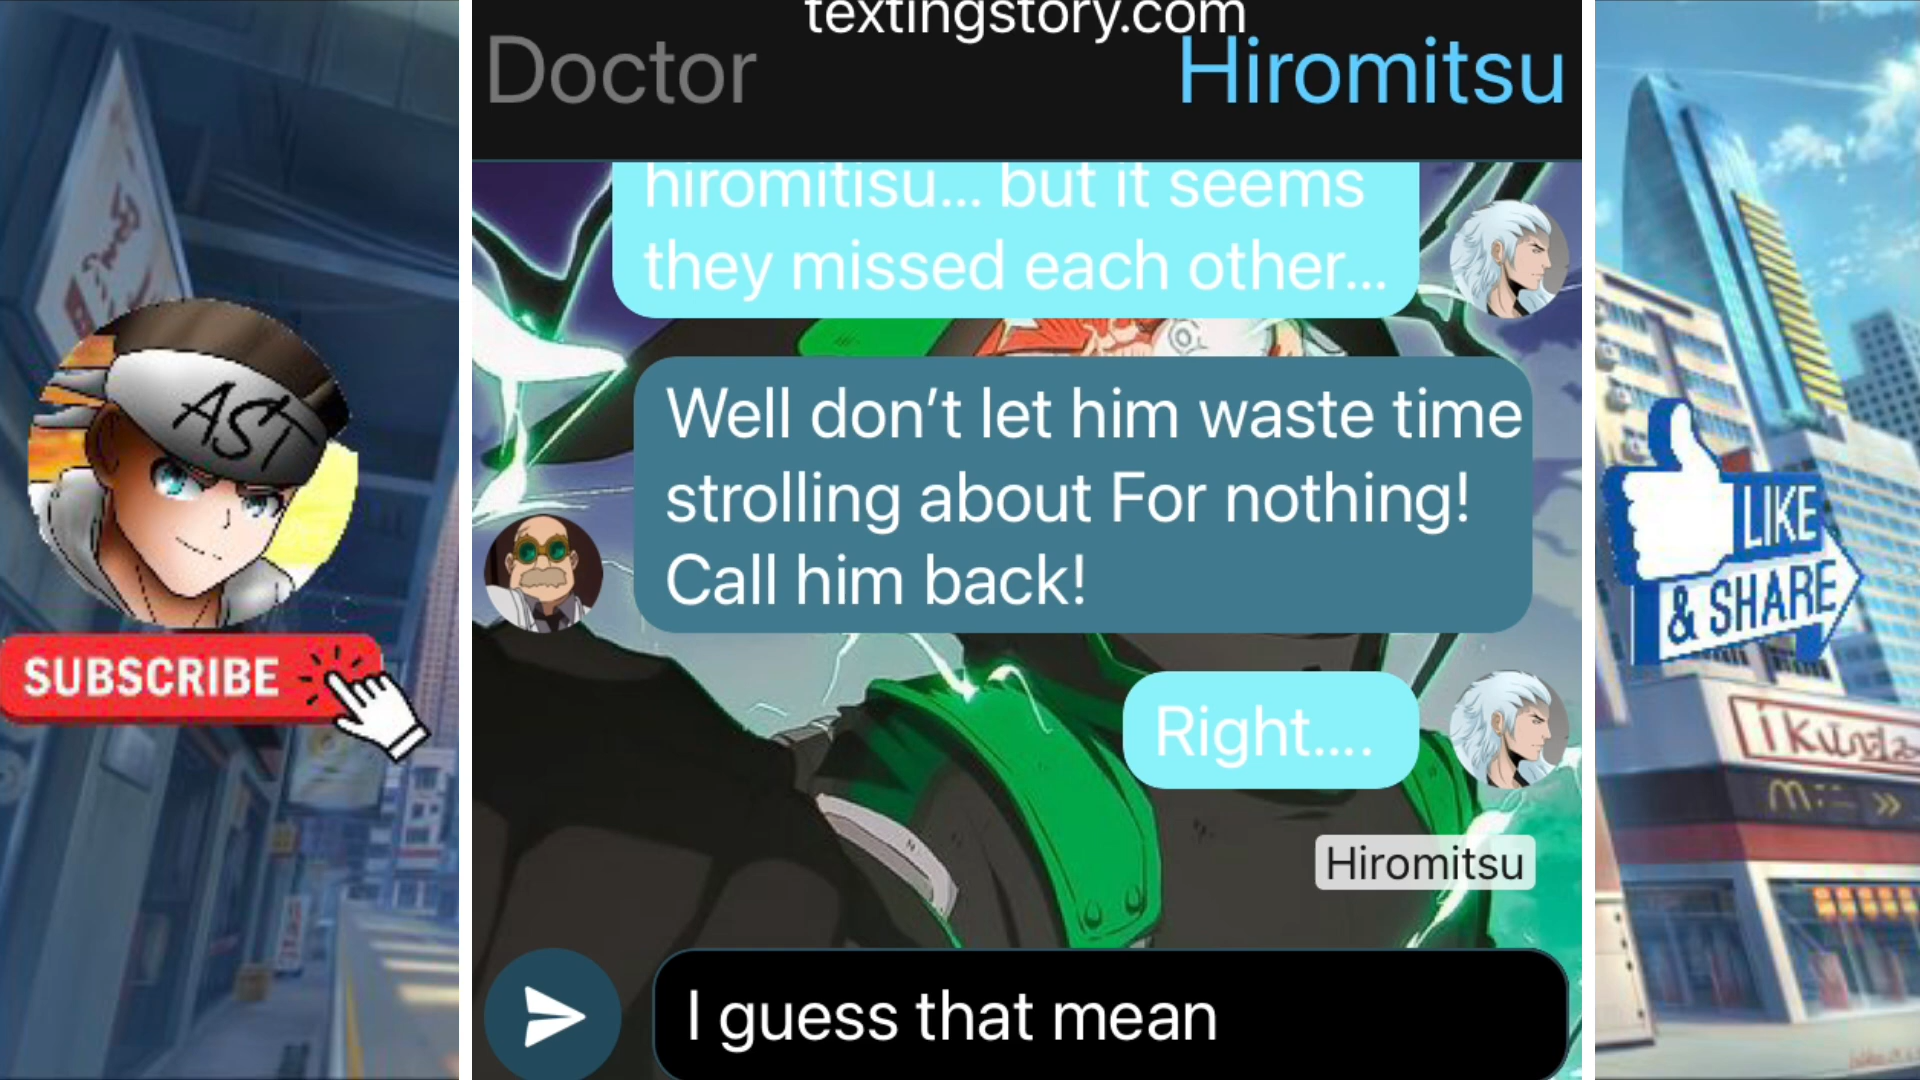 textingstory.com
Doctor
Hiromitsu
hiromitisu... but it seems
they missed each other...
Well don’t let him waste time
strolling about For nothing!
Call him back!
Right....
Hiromitsu
I guess that mean
AST
SUBSCRIBE
LIKE
& SHARE